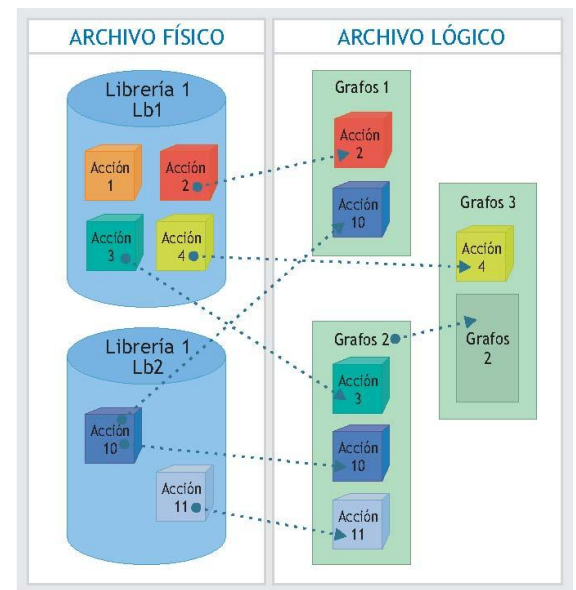 ARCHIVO FÍSICO
Librería 1
Lb1
Acción
1
Acción
2
Acción
3
Acción
4
Librería 1
Lb2
Acción
10
Acción
11
ARCHIVO LÓGICO
Grafos 1
Acción
2
Acción
10
Grafos 2
Acción
3
Acción
10
Acción
11
Grafos 3
Acción
4
Grafos
2